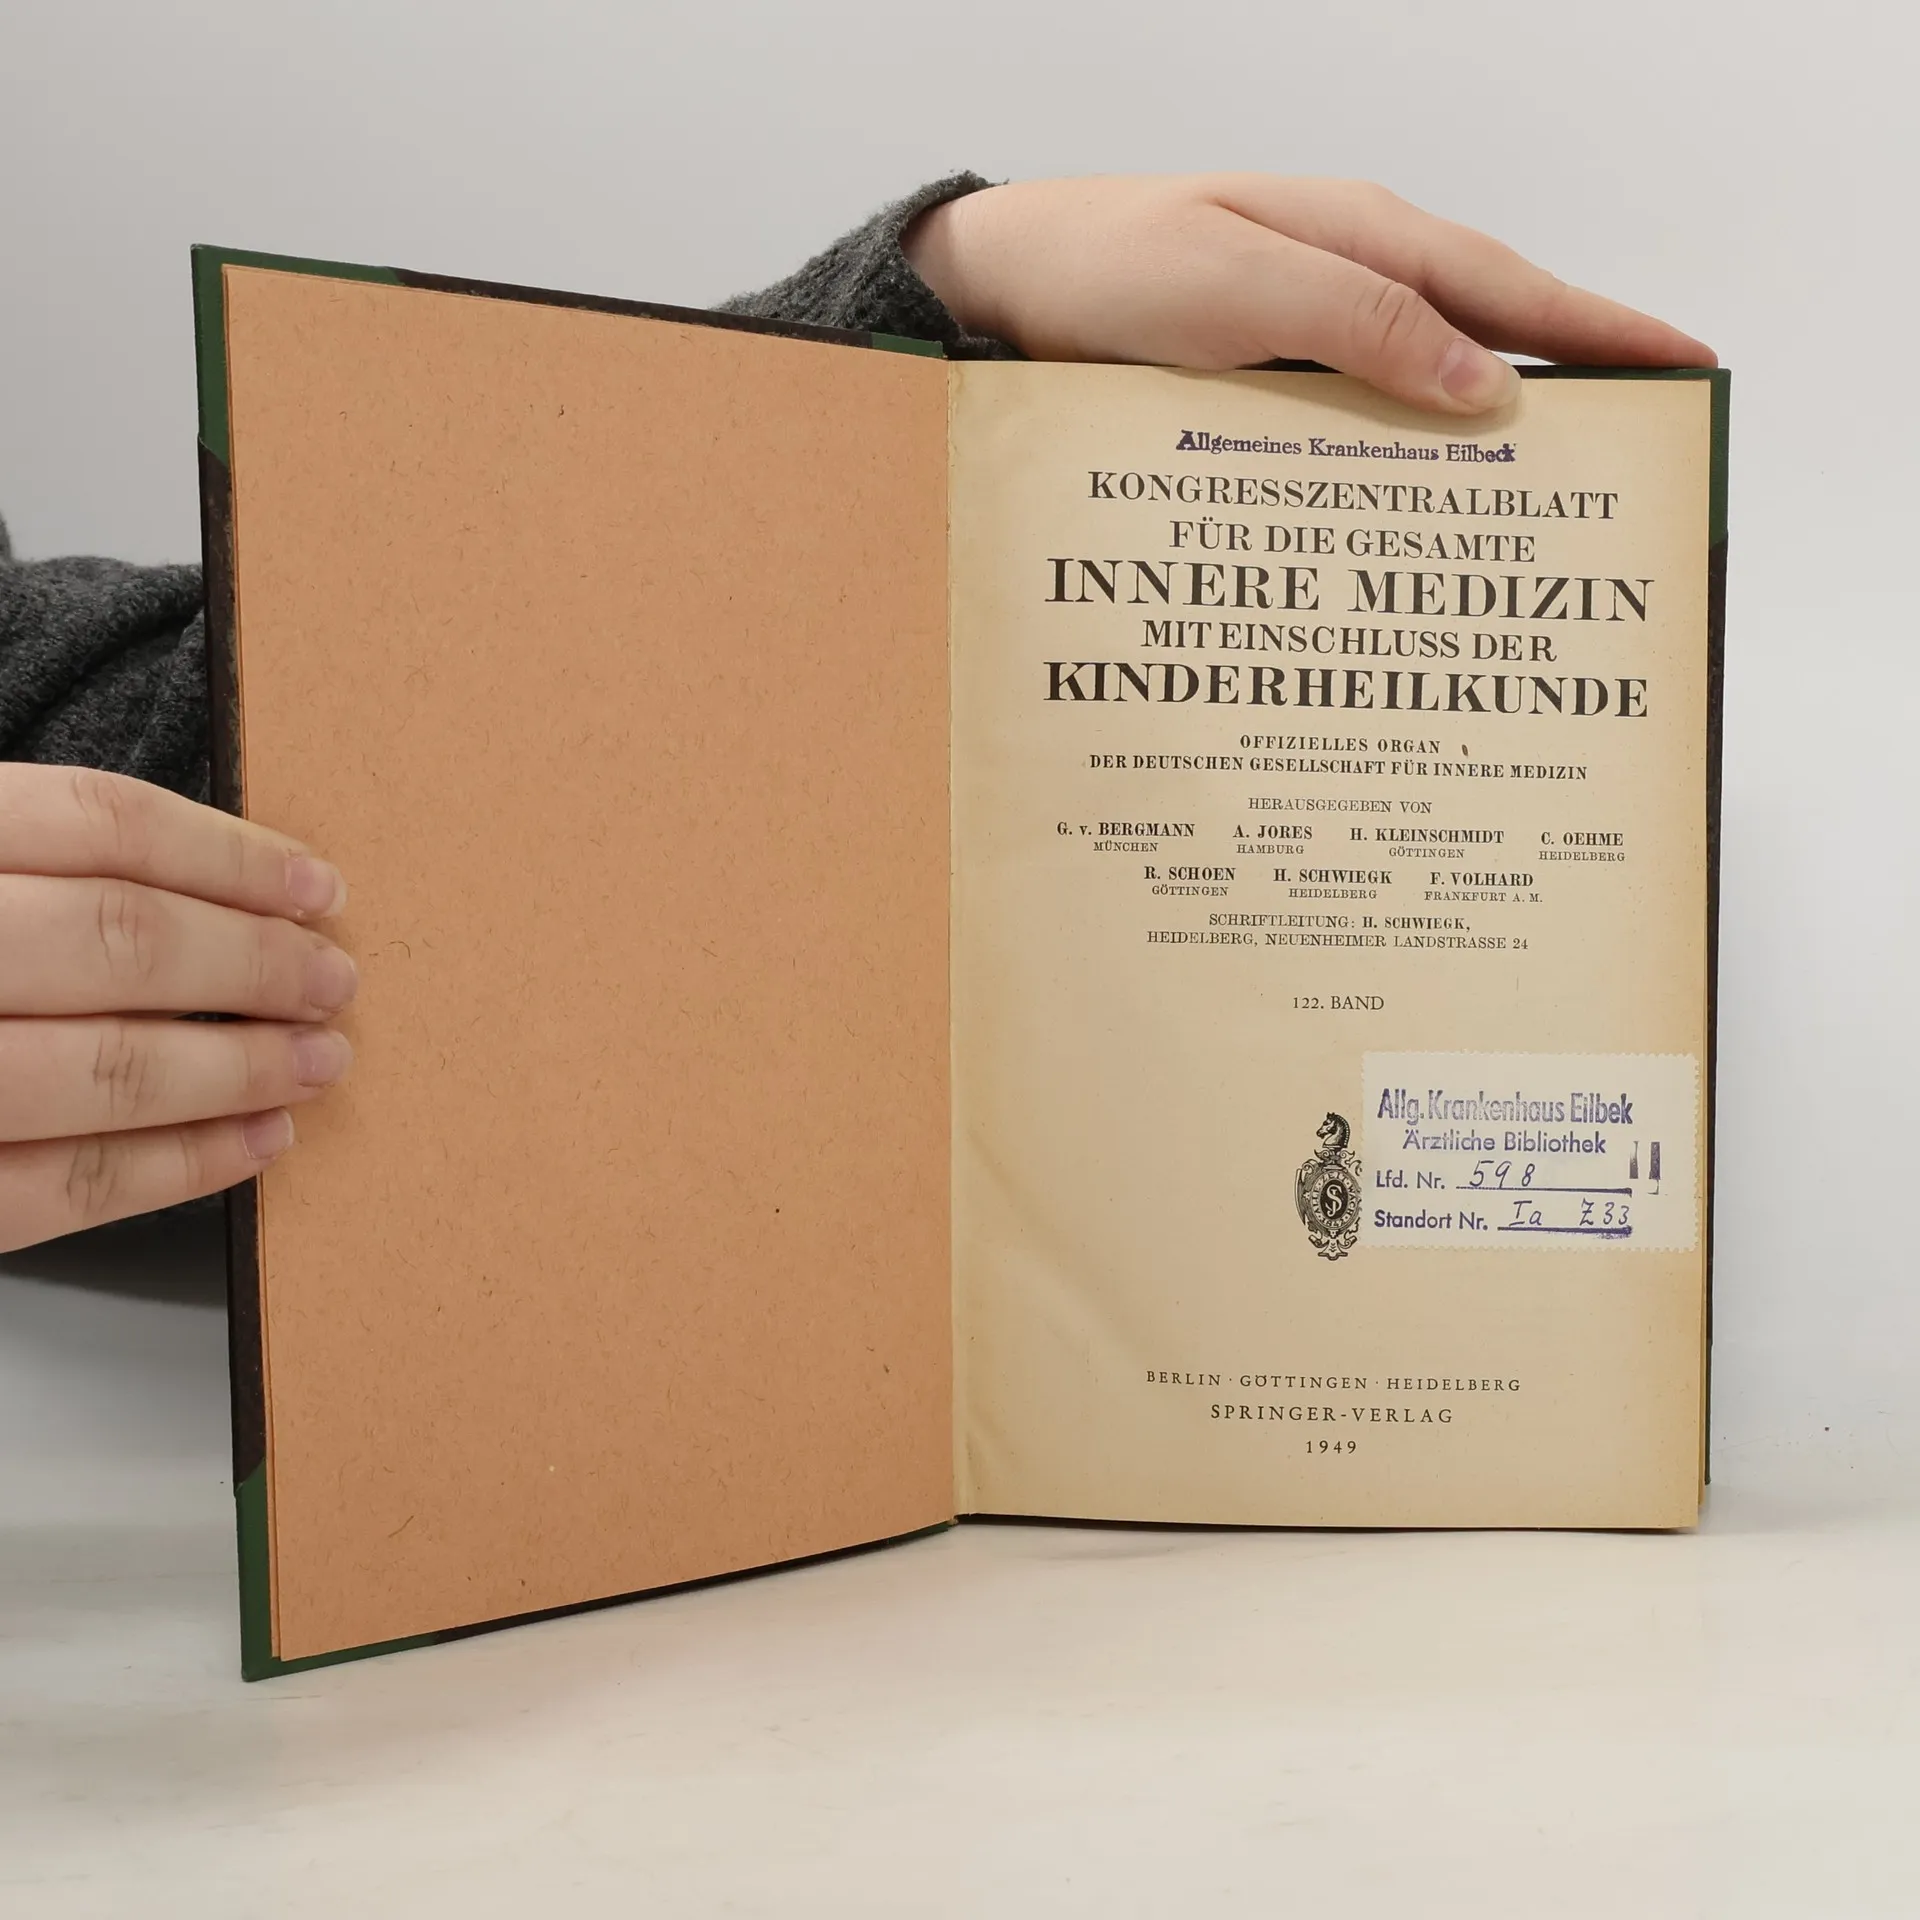 Allgemeines Krankenhaus Eilbeck
KONGRESSZENTRALBLATT
FÜR DIE GESAMTE
INNERE MEDIZIN
MIT EINSCHLUSS DER
KINDERHEILKUNDE
OFFIZIELLES ORGAN
DER DEUTSCHEN GESELLSCHAFT FÜR INNERE MEDIZIN
HERAUSGEGEBEN VON
G. v. BERGMANN A. JORES H. KLEINSCHMIDT C. OEHME
MÜNCHEN HAMBURG GÖTTINGEN HEIDELBERG
R. SCHOEN H. SCHWIEGK F. VOLHARD
GÖTTINGEN HEIDELBERG FRANKFURT A. M.
SCHRIFTLEITUNG: H. SCHWIEGK,
HEIDELBERG, NEUENHEIMER LANDSTRASSE 24
122. BAND
Allg. Krankenhaus Eilbek
Ärztliche Bibliothek
Lfd. Nr. 598
Standort Nr. Ia Z 33
BERLIN · GÖTTINGEN · HEIDELBERG
SPRINGER-VERLAG
1949